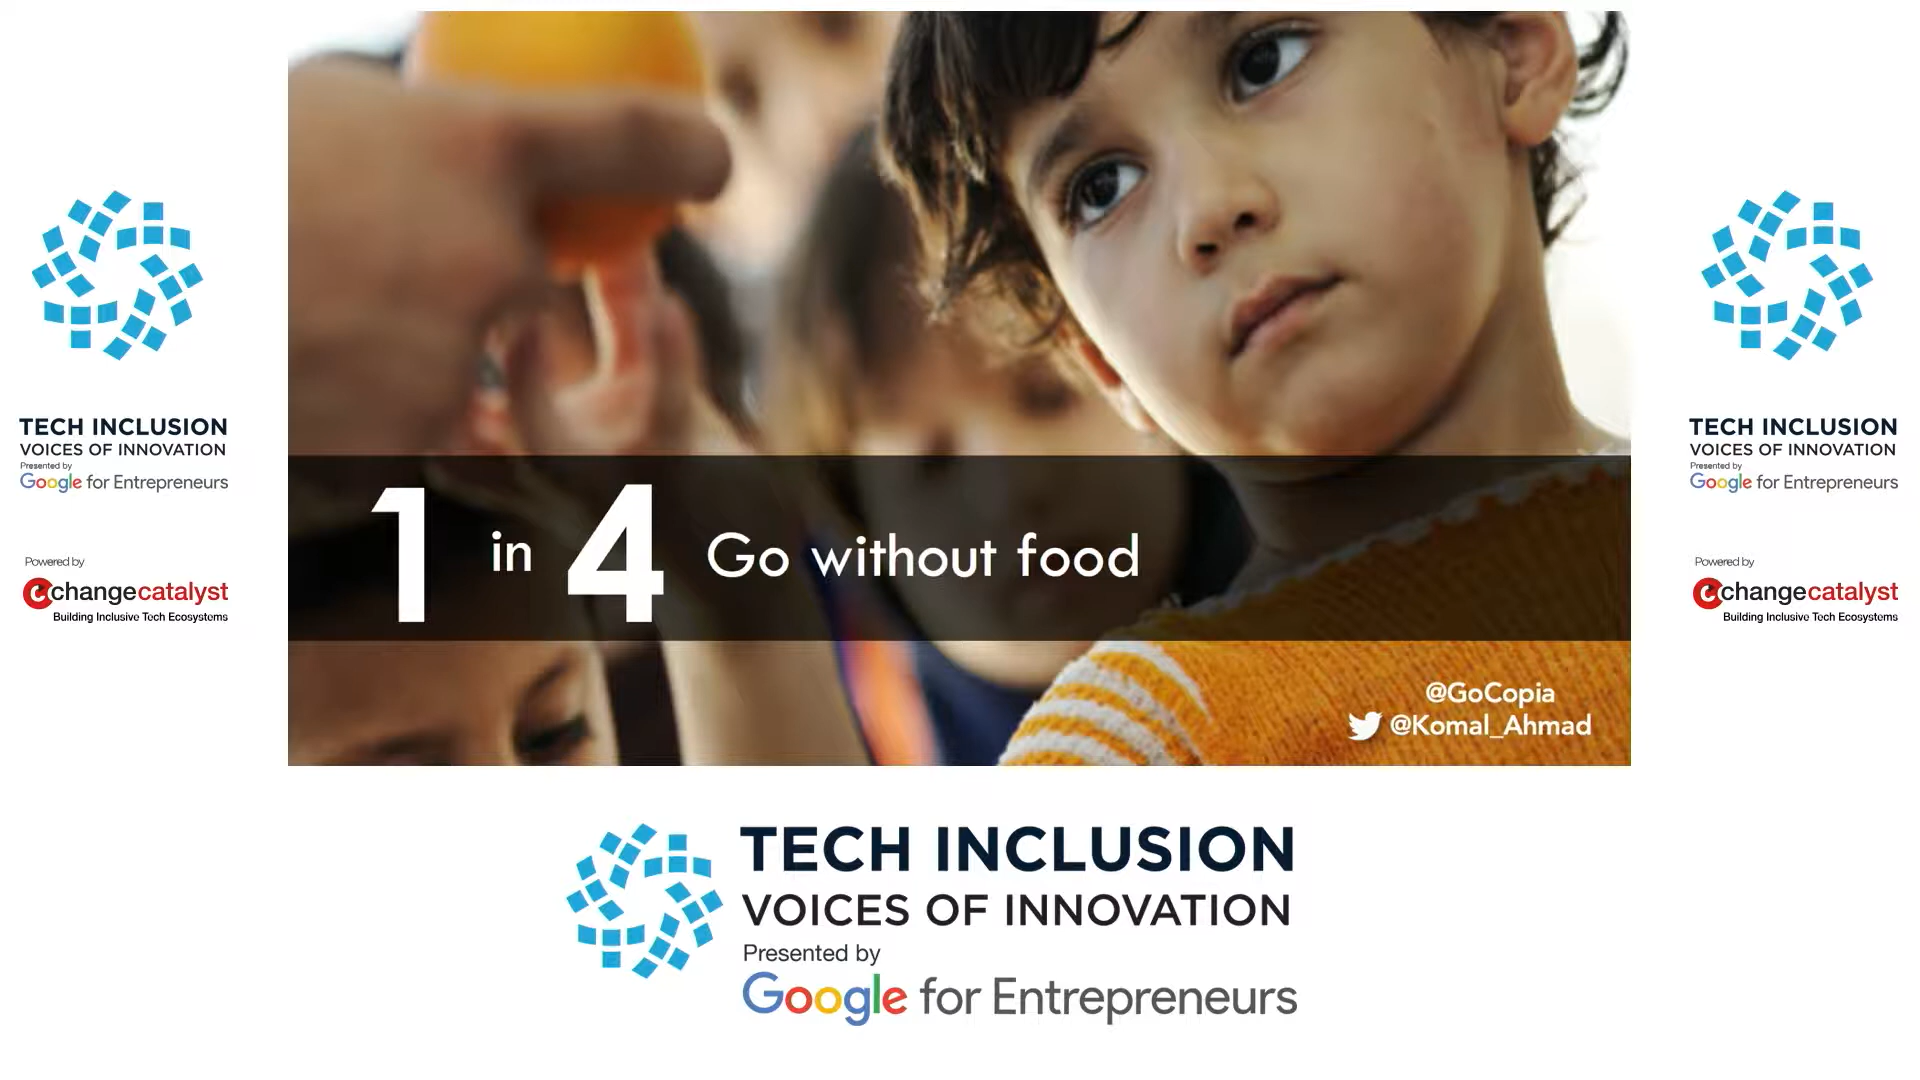 1 in 4 Go without food
@GoCopia
@Komal_Ahmad
TECH INCLUSION
VOICES OF INNOVATION
Presented by
Google for Entrepreneurs
Powered by
changecatalyst
Building Inclusive Tech Ecosystems
TECH INCLUSION
VOICES OF INNOVATION
Presented by
Google for Entrepreneurs
Powered by
changecatalyst
Building Inclusive Tech Ecosystems
TECH INCLUSION
VOICES OF INNOVATION
Presented by
Google for Entrepreneurs